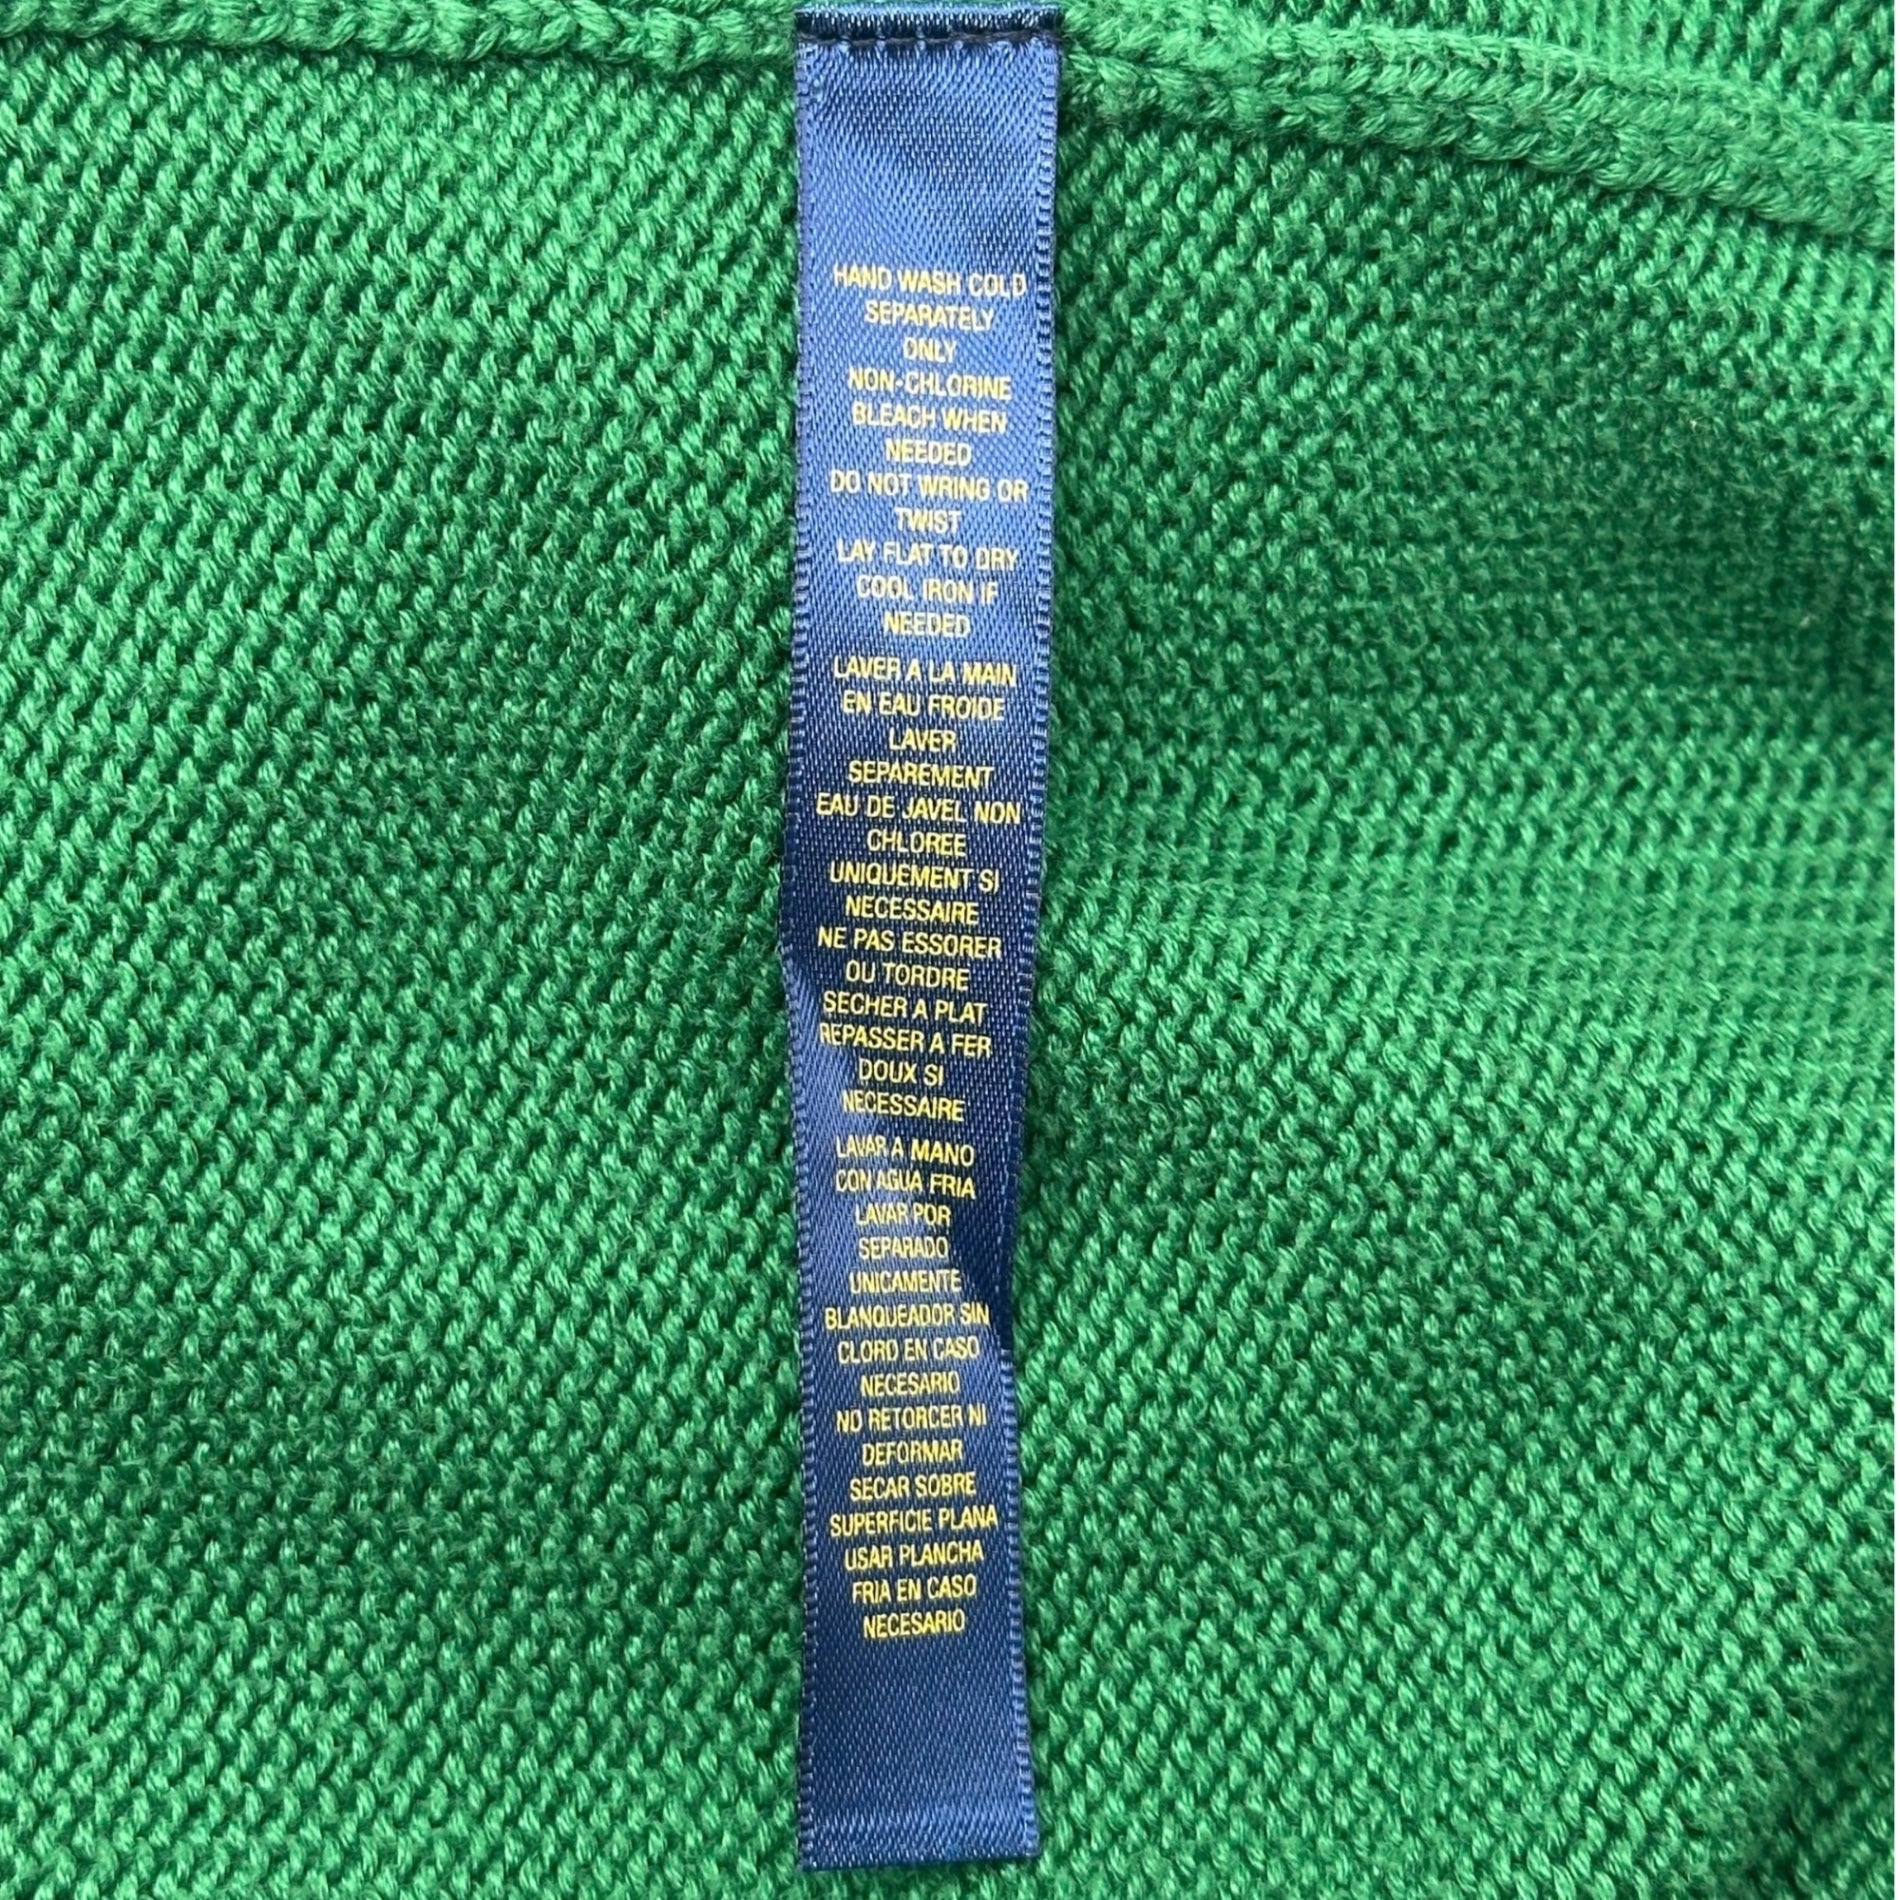 HAND WASH COLD
SEPARATELY
ONLY
NON-CHLORINE
BLEACH WHEN
NEEDED
DO NOT WRING OR
TWIST
LAY FLAT TO DRY
COOL IRON IF
NEEDED
LAVER A LA MAIN
EN EAU FROIDE
LAVER
SEPAREMENT
EAU DE JAVEL NON
CHLOREE
UNIQUEMENT SI
NECESSAIRE
NE PAS ESSORER
OU TORDRE
SECHER A PLAT
REPASSER A FER
DOUX SI
NECESSAIRE
LAVAR A MANO
CON AGUA FRIA
LAVAR POR
SEPARADO
UNICAMENTE
BLANQUEADOR SIN
CLORO EN CASO
NECESARIO
NO RETORCER NI
DEFORMAR
SECAR SOBRE
SUPERFICIE PLANA
USAR PLANCHA
FRIA EN CASO
NECESARIO